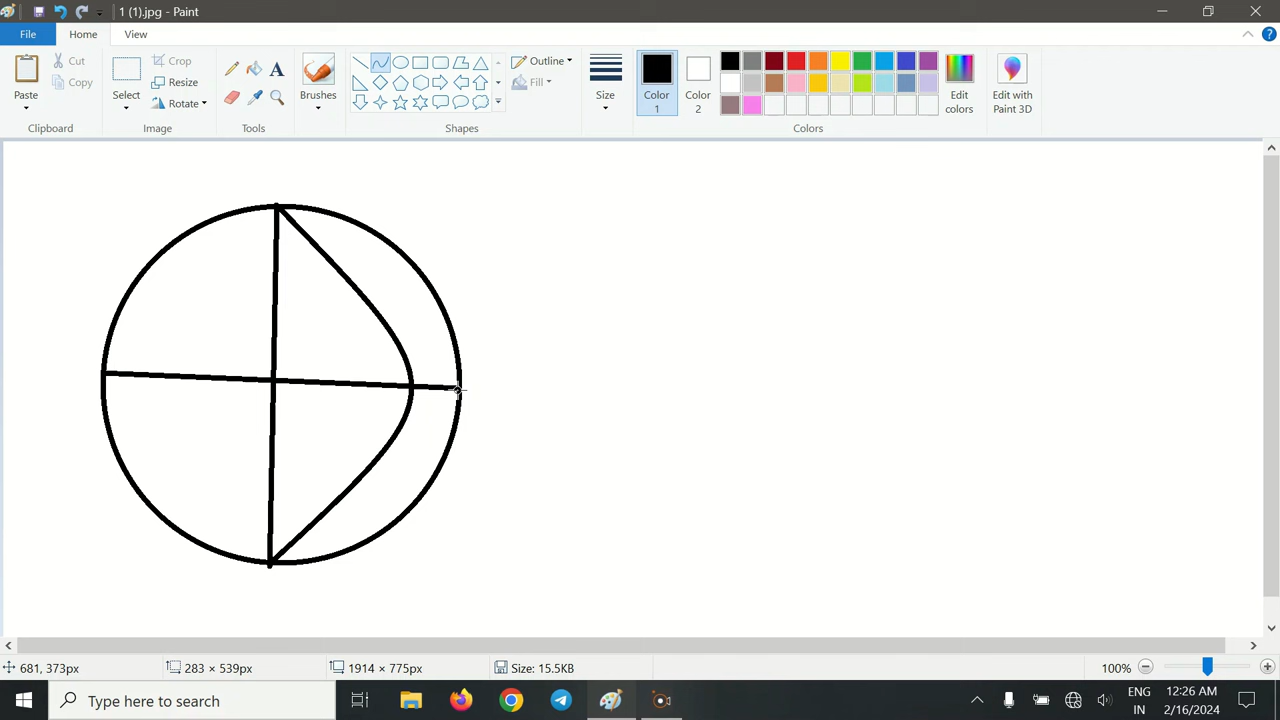 1 (1).jpg - Paint
File
Home
View
Paste
Cut
Copy
Clipboard
Select
Crop
Resize
Rotate
Image
Tools
Brushes
Outline
Fill
Shapes
Size
Color
1
Color
2
Edit
colors
Edit with
Paint 3D
Colors
681, 373px
283 × 539px
1914 × 775px
Size: 15.5KB
100%
Type here to search
ENG
IN
12:26 AM
2/16/2024